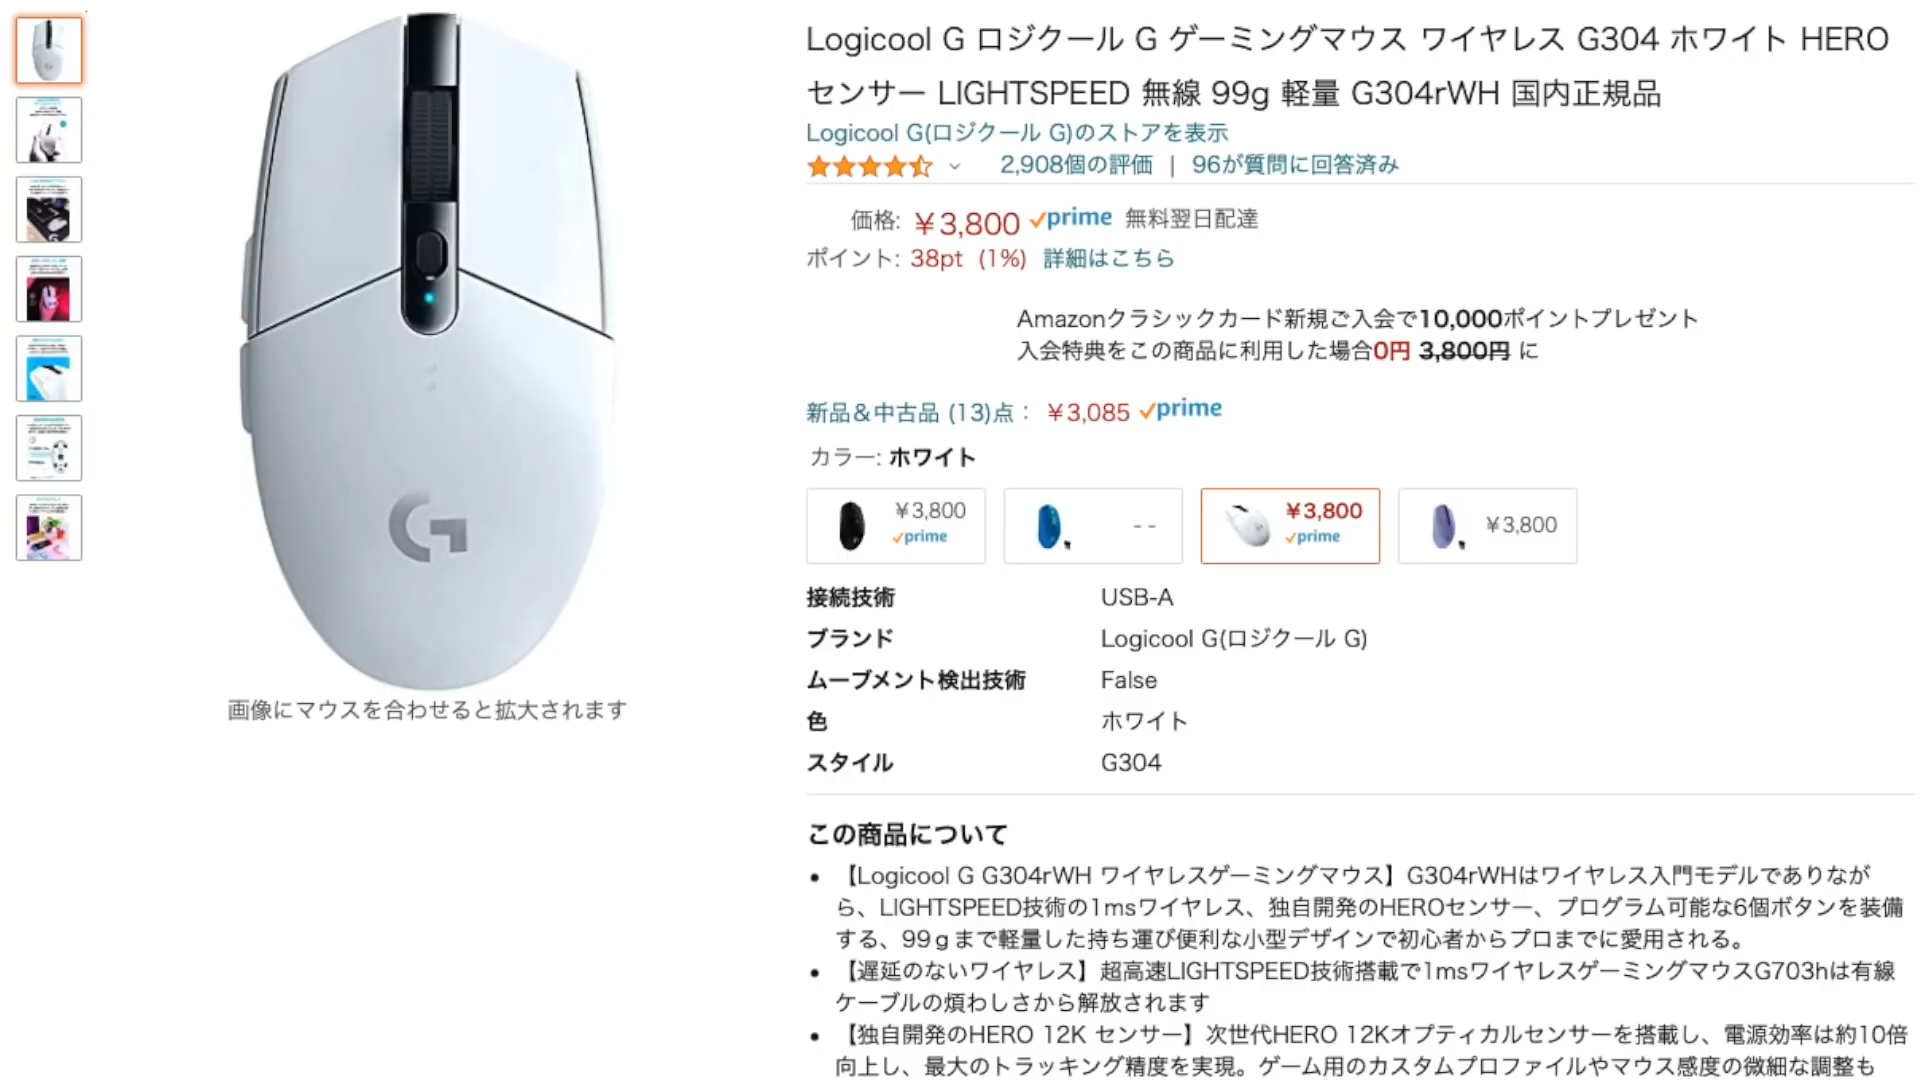 Logicool G ロジクール G ゲーミングマウス ワイヤレス G304 ホワイト HERO
センサー LIGHTSPEED 無線 99g 軽量 G304rWH 国内正規品
Logicool G(ロジクール G)のストアを表示
2,908個の評価 | 96が質問に回答済み
価格: ￥3,800 prime 無料翌日配達
ポイント: 38pt (1%) 詳細はこちら
Amazonクラシックカード新規ご入会で10,000ポイントプレゼント
入会特典をこの商品に利用した場合0円 3,800円 に
新品＆中古品 (13)点： ￥3,085 prime
カラー: ホワイト
￥3,800 -- ￥3,800 ￥3,800
prime prime
接続技術 USB-A
ブランド Logicool G(ロジクール G)
ムーブメント検出技術 False
色 ホワイト
スタイル G304
画像にマウスを合わせると拡大されます
この商品について
• 【Logicool G G304rWH ワイヤレスゲーミングマウス】G304rWHはワイヤレス入門モデルでありなが
ら、LIGHTSPEED技術の1msワイヤレス、独自開発のHEROセンサー、プログラム可能な6個ボタンを装備
する、99ｇまで軽量した持ち運び便利な小型デザインで初心者からプロまでに愛用される。
• 【遅延のないワイヤレス】超高速LIGHTSPEED技術搭載で1msワイヤレスゲーミングマウスG703hは有線
ケーブルの煩わしさから解放されます
• 【独自開発のHERO 12K センサー】次世代HERO 12Kオプティカルセンサーを搭載し、電源効率は約10倍
向上し、最大のトラッキング精度を実現。ゲーム用のカスタムプロファイルやマウス感度の微細な調整も